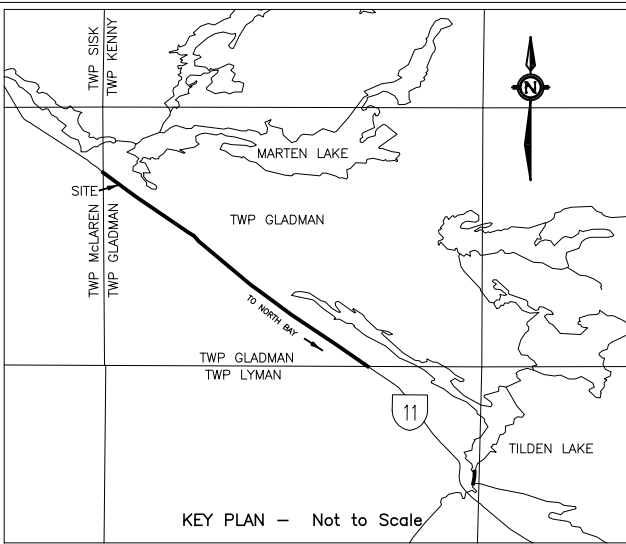 TWP SISK
TWP KENNY
N
MARTEN LAKE
SITE
TWP McLAREN
TWP GLADMAN
TWP GLADMAN
TO NORTH BAY
TWP GLADMAN
TWP LYMAN
11
TILDEN LAKE
KEY PLAN - Not to Scale